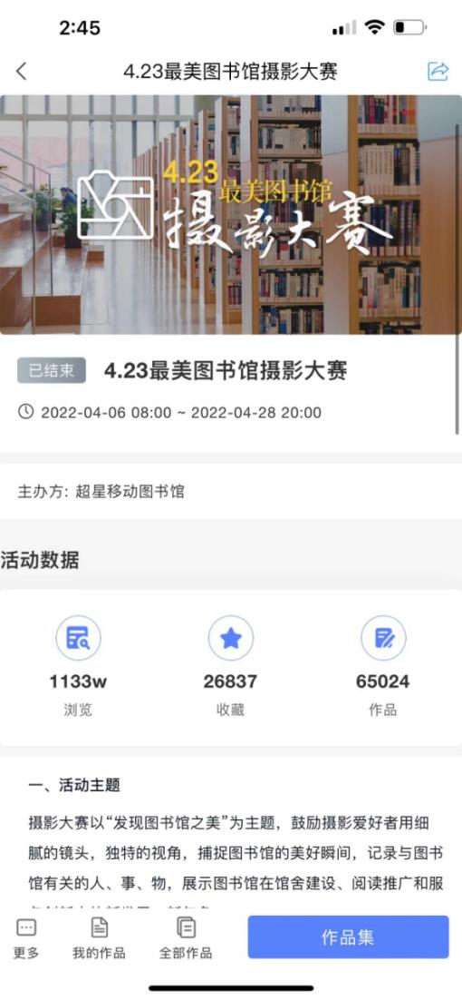 2:45
4.23最美图书馆摄影大赛
4.23
最美图书馆
摄影大赛
已结束 4.23最美图书馆摄影大赛
2022-04-06 08:00 ~ 2022-04-28 20:00
主办方: 超星移动图书馆
活动数据
1133w 26837 65024
浏览 收藏 作品
一、活动主题
摄影大赛以“发现图书馆之美”为主题，鼓励摄影爱好者用细
腻的镜头，独特的视角，捕捉图书馆的美好瞬间，记录与图书
馆有关的人、事、物，展示图书馆在馆舍建设、阅读推广和服
更多 我的作品 全部作品 作品集